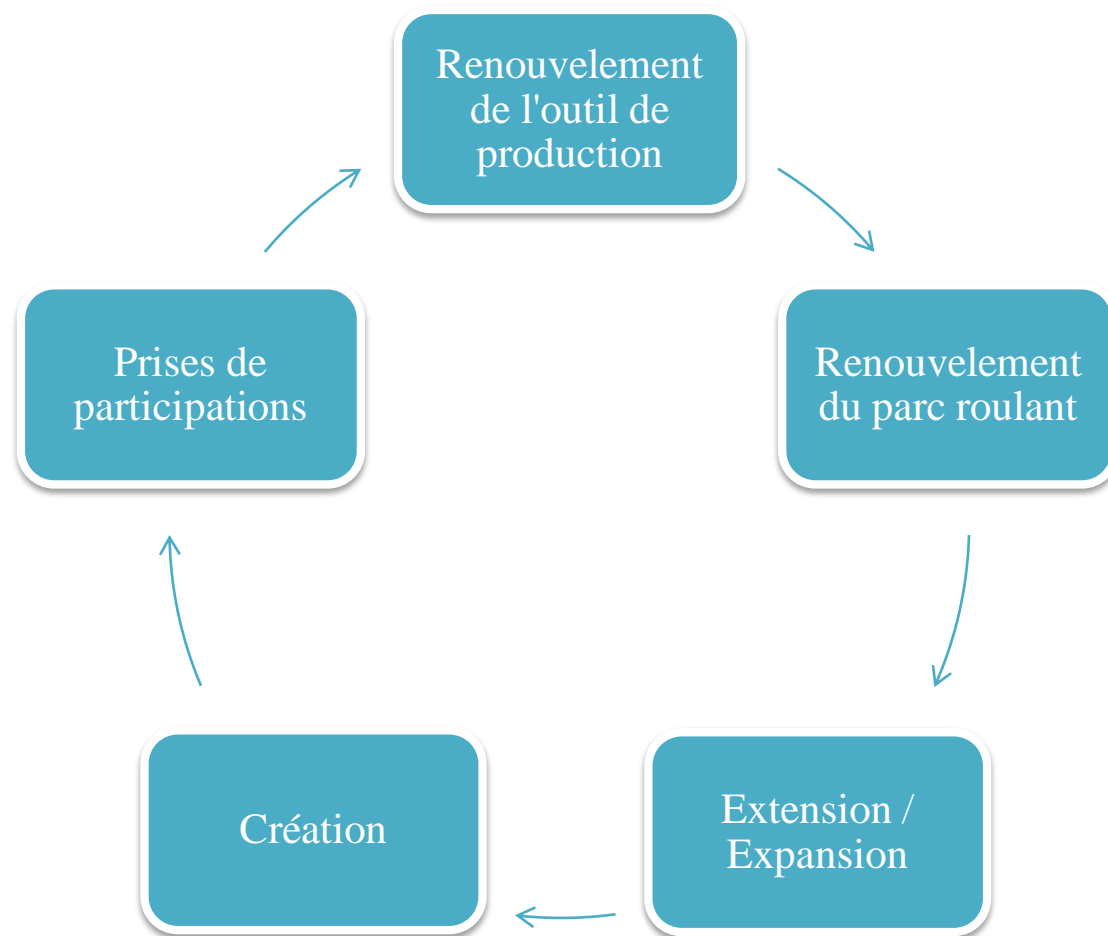 Renouvelement
de l'outil de
production
Renouvelement
du parc roulant
Extension /
Expansion
Création
Prises de
participations